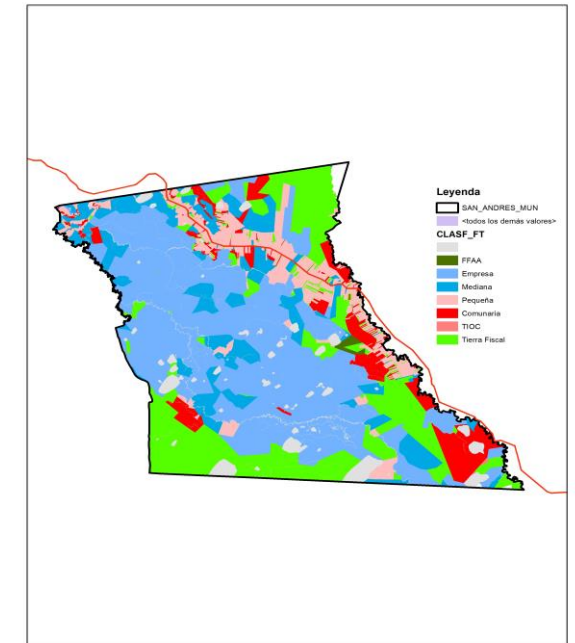 Leyenda
SAN_ANDRES_MUN
<todos los demás valores>
CLASF_FT
FFAA
Empresa
Mediana
Pequeña
Comunaria
TIOC
Tierra Fiscal